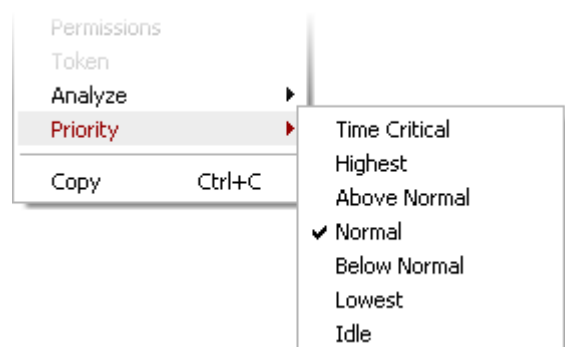 Permissions
Token
Analyze
Priority
Copy Ctrl+C
Time Critical
Highest
Above Normal
Normal
Below Normal
Lowest
Idle